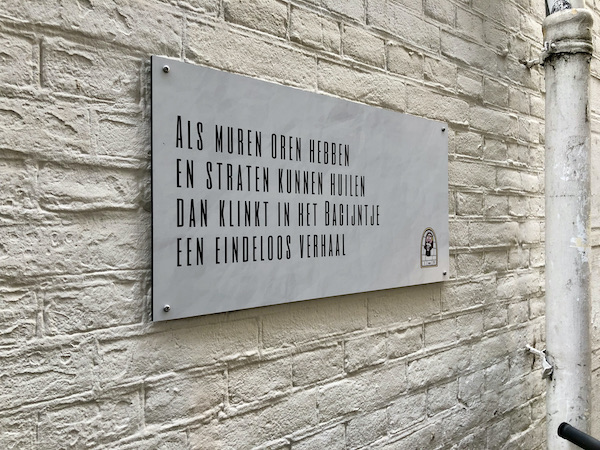 Als muren oren hebben
en straten kunnen huilen
dan klinkt in het Bagijntje
een eindeloos verhaal